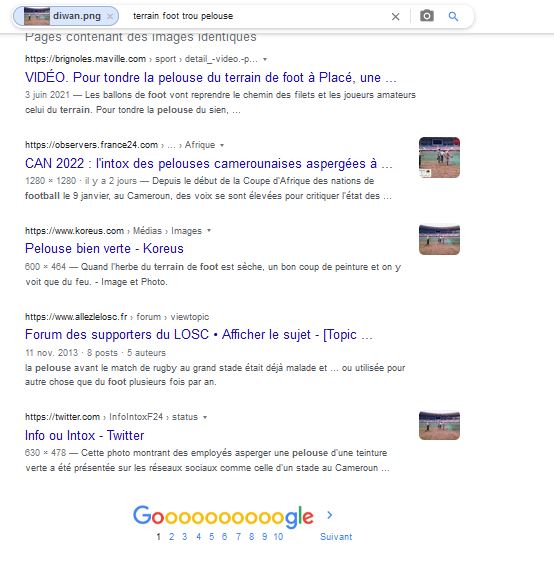 diwan.png × terrain foot trou pelouse
Pages contenant des images identiques
https://brignoles.maville.com › sport › detail_-video.-p...
VIDÉO. Pour tondre la pelouse du terrain de foot à Placé, une ...
3 juin 2021 — Les ballons de foot vont reprendre le chemin des filets et les joueurs amateurs
celui du terrain. Pour tondre la pelouse du sien, ...
https://observers.france24.com › ... › Afrique
CAN 2022 : l'intox des pelouses camerounaises aspergées à ...
1280 × 1280 · il y a 2 jours — Depuis le début de la Coupe d'Afrique des nations de
football le 9 janvier, au Cameroun, des voix se sont élevées pour critiquer l'état des ...
https://www.koreus.com › Médias › Images
Pelouse bien verte - Koreus
600 × 464 — Quand l'herbe du terrain de foot est sèche, un bon coup de peinture et on y
voit que du feu. - Image et Photo.
https://www.allezlelosc.fr › forum › viewtopic
Forum des supporters du LOSC • Afficher le sujet - [Topic ...
11 nov. 2013 · 8 posts · 5 auteurs
la pelouse avant le match de rugby au grand stade était déjà malade et ... ou utilisée pour
autre chose que du foot plusieurs fois par an.
https://twitter.com › InfoIntoxF24 › status
Info ou Intox - Twitter
630 × 478 — Cette photo montrant des employés asperger une pelouse d'une teinture
verte a été présentée sur les réseaux sociaux comme celle d'un stade au Cameroun ...
Goooooooooogle
1 2 3 4 5 6 7 8 9 10 Suivant